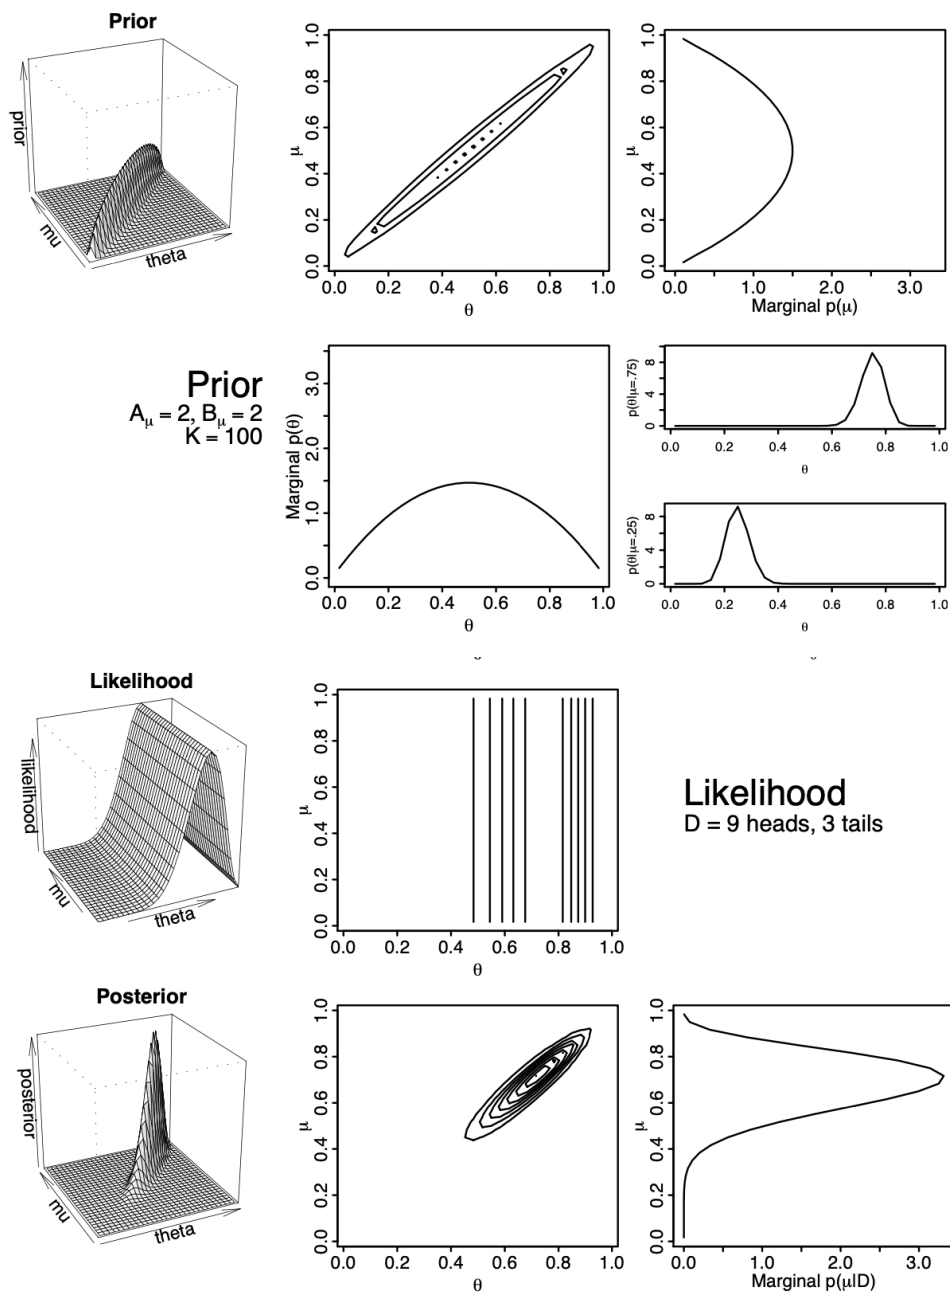 Prior
prior
mu
theta
μ
0.0 0.2 0.4 0.6 0.8 1.0
0.0 0.2 0.4 0.6 0.8 1.0
θ
μ
0.0 0.2 0.4 0.6 0.8 1.0
0.0 1.0 2.0 3.0
Marginal p(μ)
Prior
Aμ = 2, Bμ = 2
K = 100
Marginal p(θ)
0.0 1.0 2.0 3.0
0.0 0.2 0.4 0.6 0.8 1.0
θ
p(θ|μ=.75)
0 4 8
0.0 0.2 0.4 0.6 0.8 1.0
θ
p(θ|μ=.25)
0 4 8
0.0 0.2 0.4 0.6 0.8 1.0
θ
Likelihood
likelihood
mu
theta
μ
0.0 0.2 0.4 0.6 0.8 1.0
0.0 0.2 0.4 0.6 0.8 1.0
θ
Likelihood
D = 9 heads, 3 tails
Posterior
posterior
mu
theta
μ
0.0 0.2 0.4 0.6 0.8 1.0
0.0 0.2 0.4 0.6 0.8 1.0
θ
μ
0.0 0.2 0.4 0.6 0.8 1.0
0.0 1.0 2.0 3.0
Marginal p(μ|D)